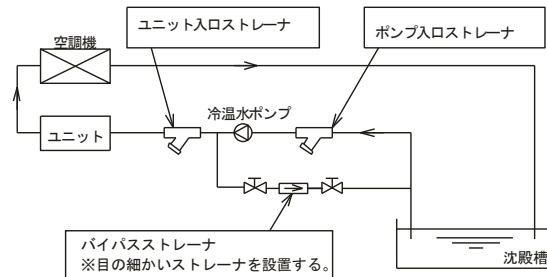 ユニット入口ストレーナ
ポンプ入口ストレーナ
空調機
冷温水ポンプ
ユニット
バイパスストレーナ
※目の細かいストレーナを設置する。
沈殿槽